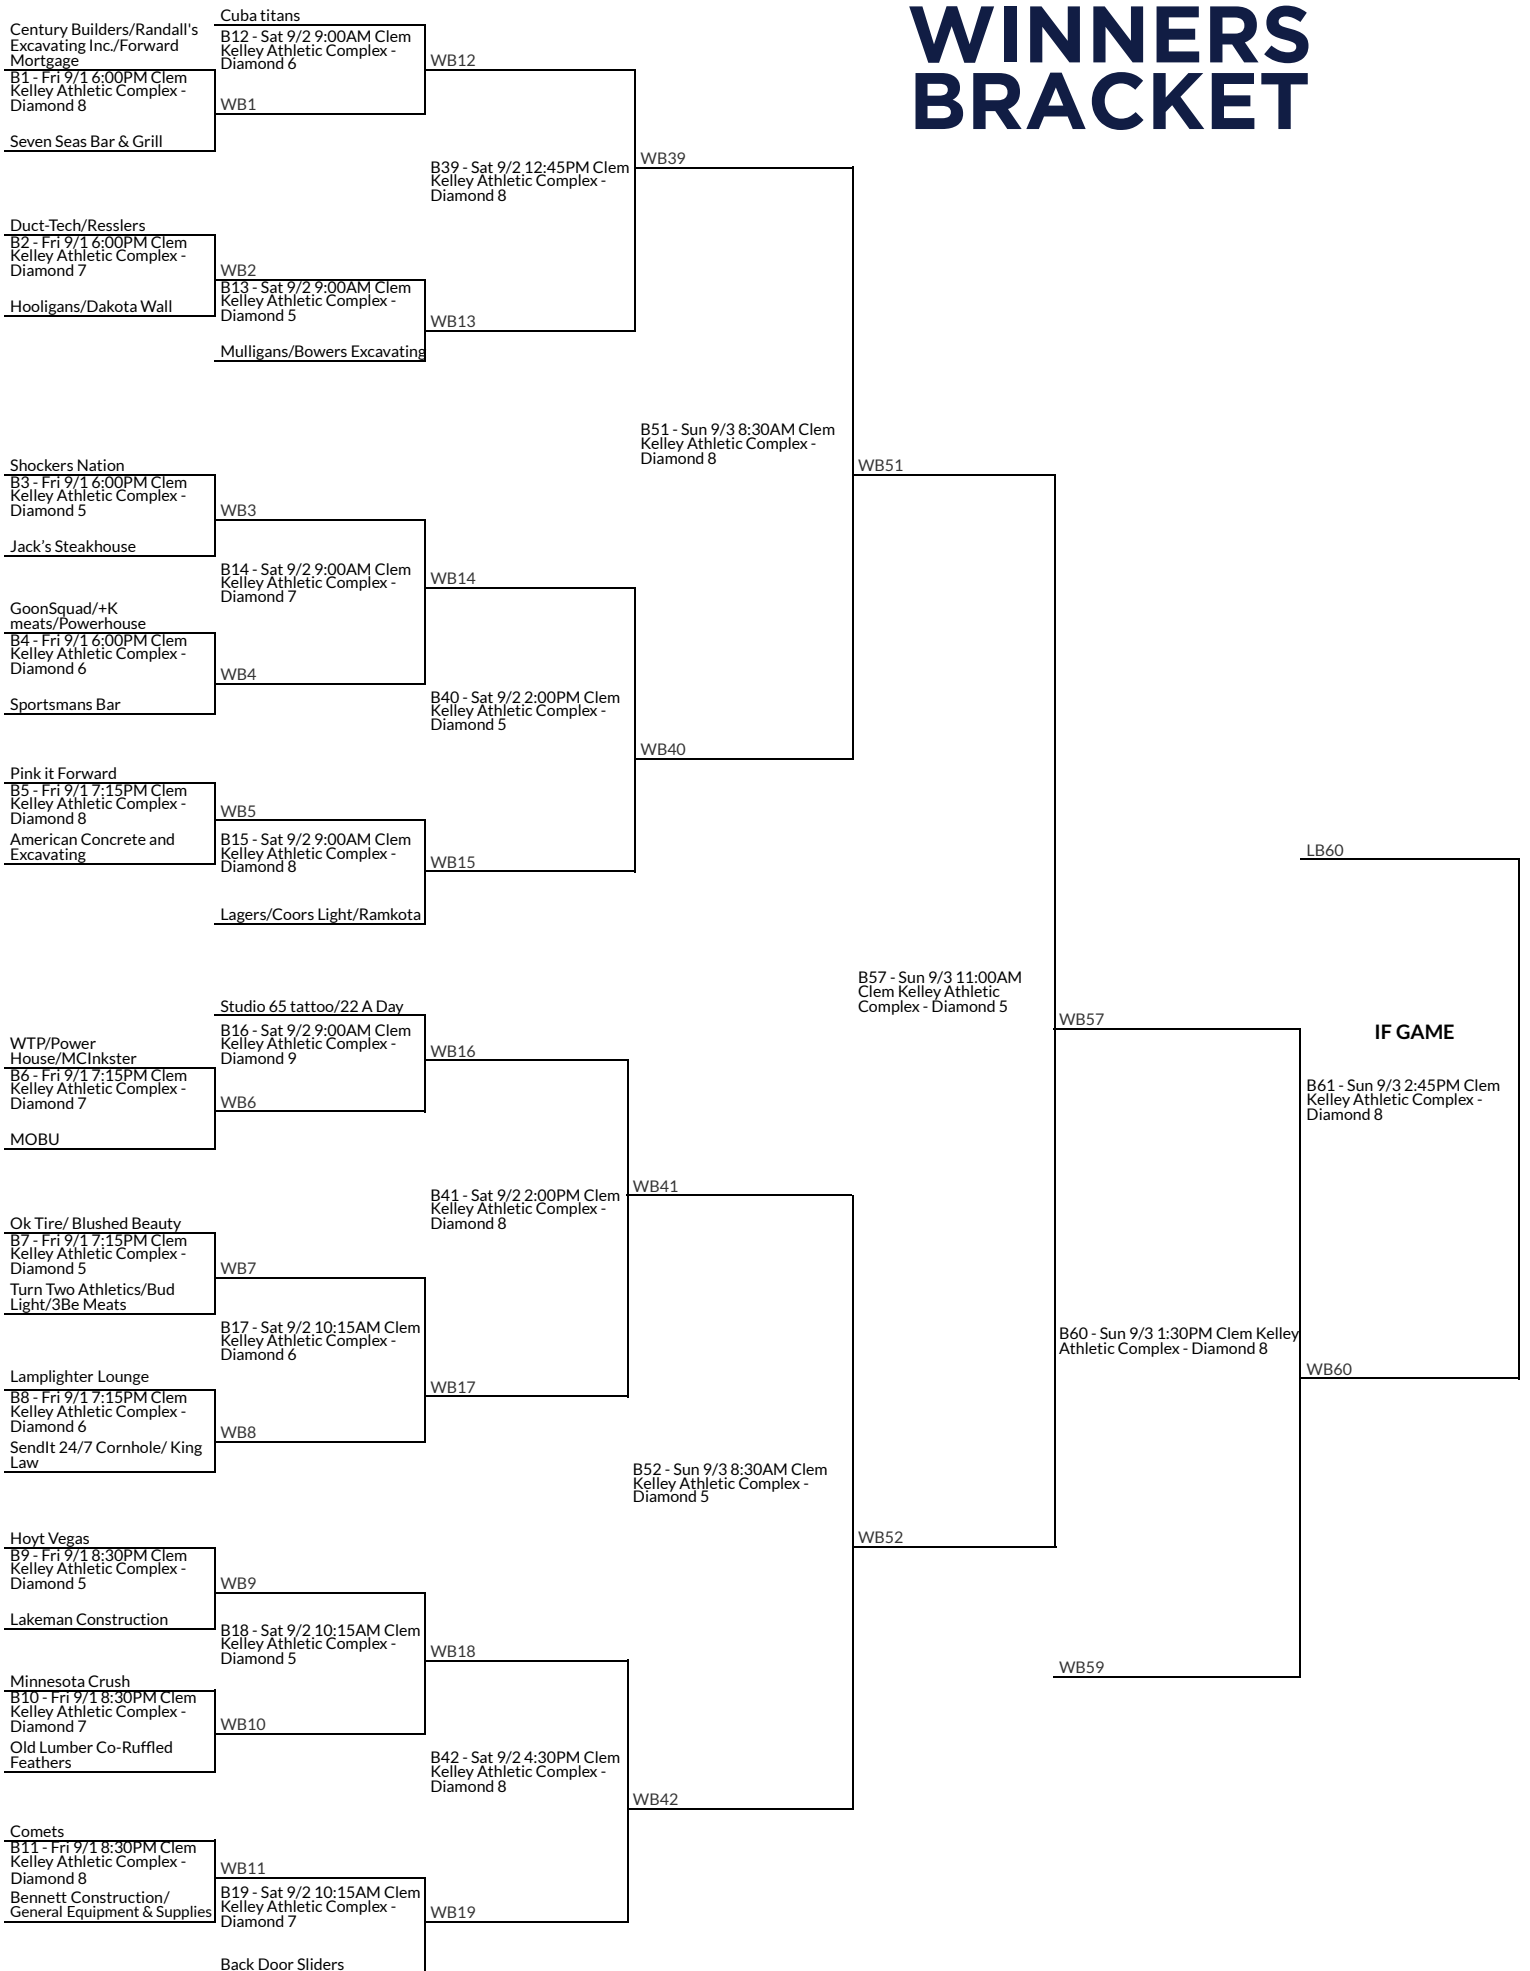 WINNERS
BRACKET
Cuba titans
Century Builders/Randall's
Excavating Inc./Forward
Mortgage
B12 - Sat 9/2 9:00AM Clem
Kelley Athletic Complex -
Diamond 6
WB12
B1 - Fri 9/1 6:00PM Clem
Kelley Athletic Complex -
Diamond 8
WB1
Seven Seas Bar & Grill
B39 - Sat 9/2 12:45PM Clem
Kelley Athletic Complex -
Diamond 8
WB39
Duct-Tech/Resslers
B2 - Fri 9/1 6:00PM Clem
Kelley Athletic Complex -
Diamond 7
WB2
Hooligans/Dakota Wall
B13 - Sat 9/2 9:00AM Clem
Kelley Athletic Complex -
Diamond 5
WB13
Mulligans/Bowers Excavating
B51 - Sun 9/3 8:30AM Clem
Kelley Athletic Complex -
Diamond 8
WB51
Shockers Nation
B3 - Fri 9/1 6:00PM Clem
Kelley Athletic Complex -
Diamond 5
WB3
Jack’s Steakhouse
B14 - Sat 9/2 9:00AM Clem
Kelley Athletic Complex -
Diamond 7
WB14
GoonSquad/+K
meats/Powerhouse
B4 - Fri 9/1 6:00PM Clem
Kelley Athletic Complex -
Diamond 6
WB4
Sportsmans Bar
B40 - Sat 9/2 2:00PM Clem
Kelley Athletic Complex -
Diamond 5
WB40
Pink it Forward
B5 - Fri 9/1 7:15PM Clem
Kelley Athletic Complex -
Diamond 8
WB5
American Concrete and
Excavating
B15 - Sat 9/2 9:00AM Clem
Kelley Athletic Complex -
Diamond 8
WB15
LB60
Lagers/Coors Light/Ramkota
B57 - Sun 9/3 11:00AM
Clem Kelley Athletic
Complex - Diamond 5
WB57
Studio 65 tattoo/22 A Day
B16 - Sat 9/2 9:00AM Clem
Kelley Athletic Complex -
Diamond 9
WB16
IF GAME
WTP/Power
House/MCInkster
B6 - Fri 9/1 7:15PM Clem
Kelley Athletic Complex -
Diamond 7
WB6
MOBU
B61 - Sun 9/3 2:45PM Clem
Kelley Athletic Complex -
Diamond 8
B41 - Sat 9/2 2:00PM Clem
Kelley Athletic Complex -
Diamond 8
WB41
Ok Tire/ Blushed Beauty
B7 - Fri 9/1 7:15PM Clem
Kelley Athletic Complex -
Diamond 5
WB7
Turn Two Athletics/Bud
Light/3Be Meats
B17 - Sat 9/2 10:15AM Clem
Kelley Athletic Complex -
Diamond 6
WB17
B60 - Sun 9/3 1:30PM Clem Kelley
Athletic Complex - Diamond 8
WB60
Lamplighter Lounge
B8 - Fri 9/1 7:15PM Clem
Kelley Athletic Complex -
Diamond 6
WB8
SendIt 24/7 Cornhole/ King
Law
B52 - Sun 9/3 8:30AM Clem
Kelley Athletic Complex -
Diamond 5
WB52
Hoyt Vegas
B9 - Fri 9/1 8:30PM Clem
Kelley Athletic Complex -
Diamond 5
WB9
Lakeman Construction
B18 - Sat 9/2 10:15AM Clem
Kelley Athletic Complex -
Diamond 5
WB18
WB59
Minnesota Crush
B10 - Fri 9/1 8:30PM Clem
Kelley Athletic Complex -
Diamond 7
WB10
Old Lumber Co-Ruffled
Feathers
B42 - Sat 9/2 4:30PM Clem
Kelley Athletic Complex -
Diamond 8
WB42
Comets
B11 - Fri 9/1 8:30PM Clem
Kelley Athletic Complex -
Diamond 8
WB11
Bennett Construction/
General Equipment & Supplies
B19 - Sat 9/2 10:15AM Clem
Kelley Athletic Complex -
Diamond 7
WB19
Back Door Sliders